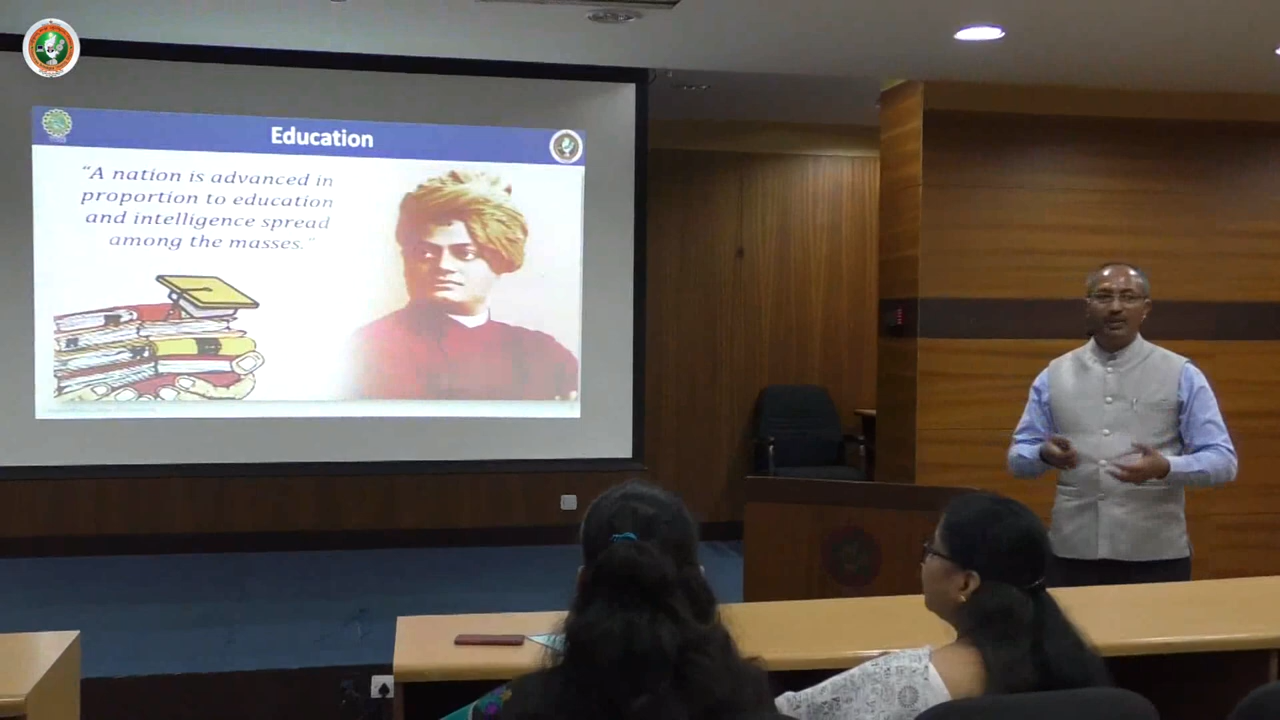 Education
“A nation is advanced in
proportion to education
and intelligence spread
among the masses.”